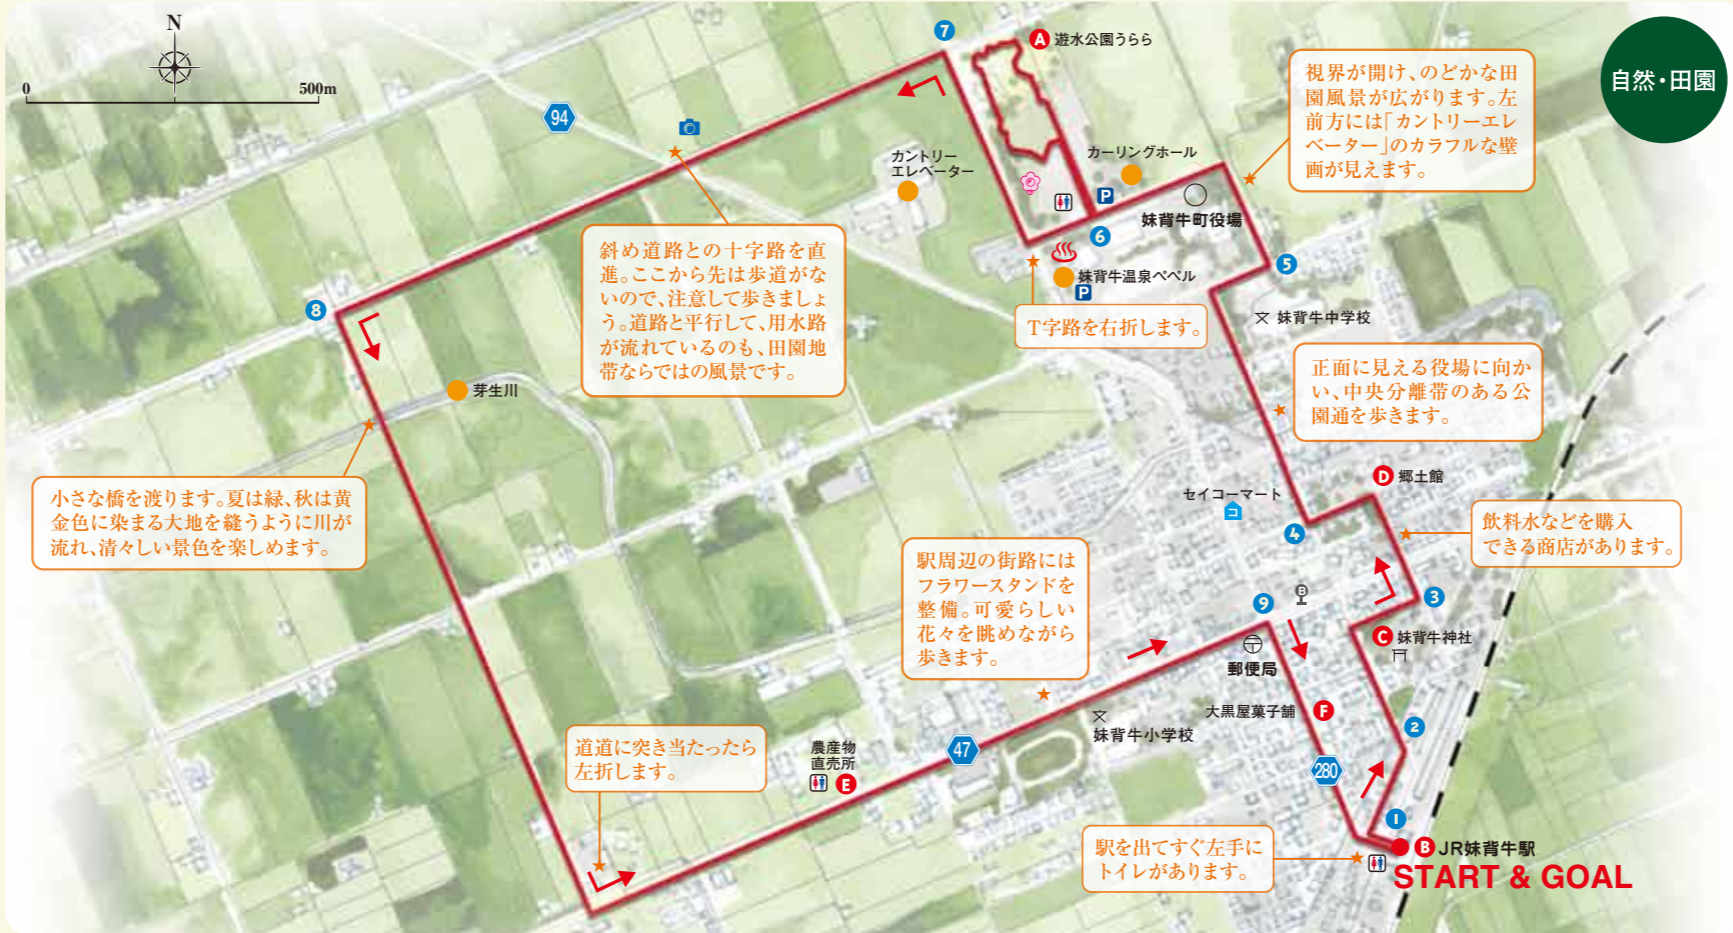 N
0 500m
自然・田園
7
A 遊水公園うらら
視界が開け、のどかな田
園風景が広がります。左
前方には「カントリーエレ
ベーター」のカラフルな壁
画が見えます。
94
カントリー
エレベーター
カーリングホール
P
妹背牛町役場
6
5
妹背牛温泉ペペル
P
斜め道路との十字路を直
進。ここから先は歩道がな
いので、注意して歩きましょ
う。道路と平行して、用水路
が流れているのも、田園地
帯ならではの風景です。
T字路を右折します。
文 妹背牛中学校
8
芽生川
正面に見える役場に向か
い、中央分離帯のある公
園通を歩きます。
小さな橋を渡ります。夏は緑、秋は黄
金色に染まる大地を縫うように川が
流れ、清々しい景色を楽しめます。
D 郷土館
セイコーマート
コ
4
飲料水などを購入
できる商店があります。
駅周辺の街路には
フラワースタンドを
整備。可愛らしい
花々を眺めながら
歩きます。
9
B
3
C 妹背牛神社
郵便局
大黒屋菓子舗 F
2
文
妹背牛小学校
道道に突き当たったら
左折します。
農産物
直売所
E
47
280
1
駅を出てすぐ左手に
トイレがあります。
B JR妹背牛駅
START & GOAL